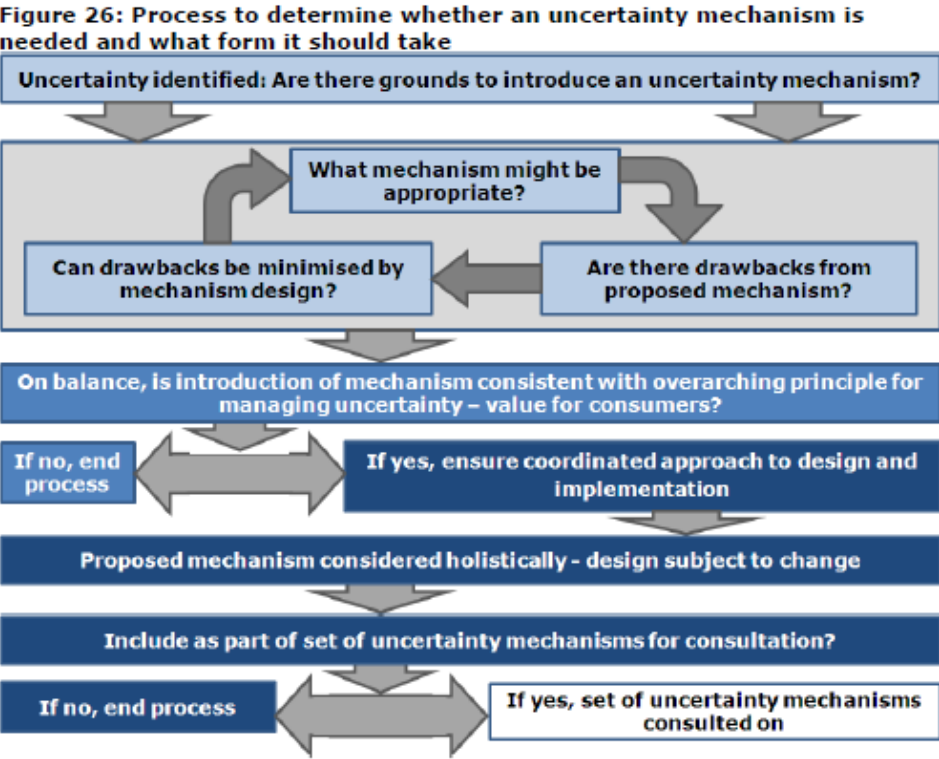 Figure 26: Process to determine whether an uncertainty mechanism is
needed and what form it should take
Uncertainty identified: Are there grounds to introduce an uncertainty mechanism?
What mechanism might be
appropriate?
Can drawbacks be minimised by
mechanism design?
Are there drawbacks from
proposed mechanism?
On balance, is introduction of mechanism consistent with overarching principle for
managing uncertainty – value for consumers?
If no, end
process
If yes, ensure coordinated approach to design and
implementation
Proposed mechanism considered holistically - design subject to change
Include as part of set of uncertainty mechanisms for consultation?
If no, end process
If yes, set of uncertainty mechanisms
consulted on